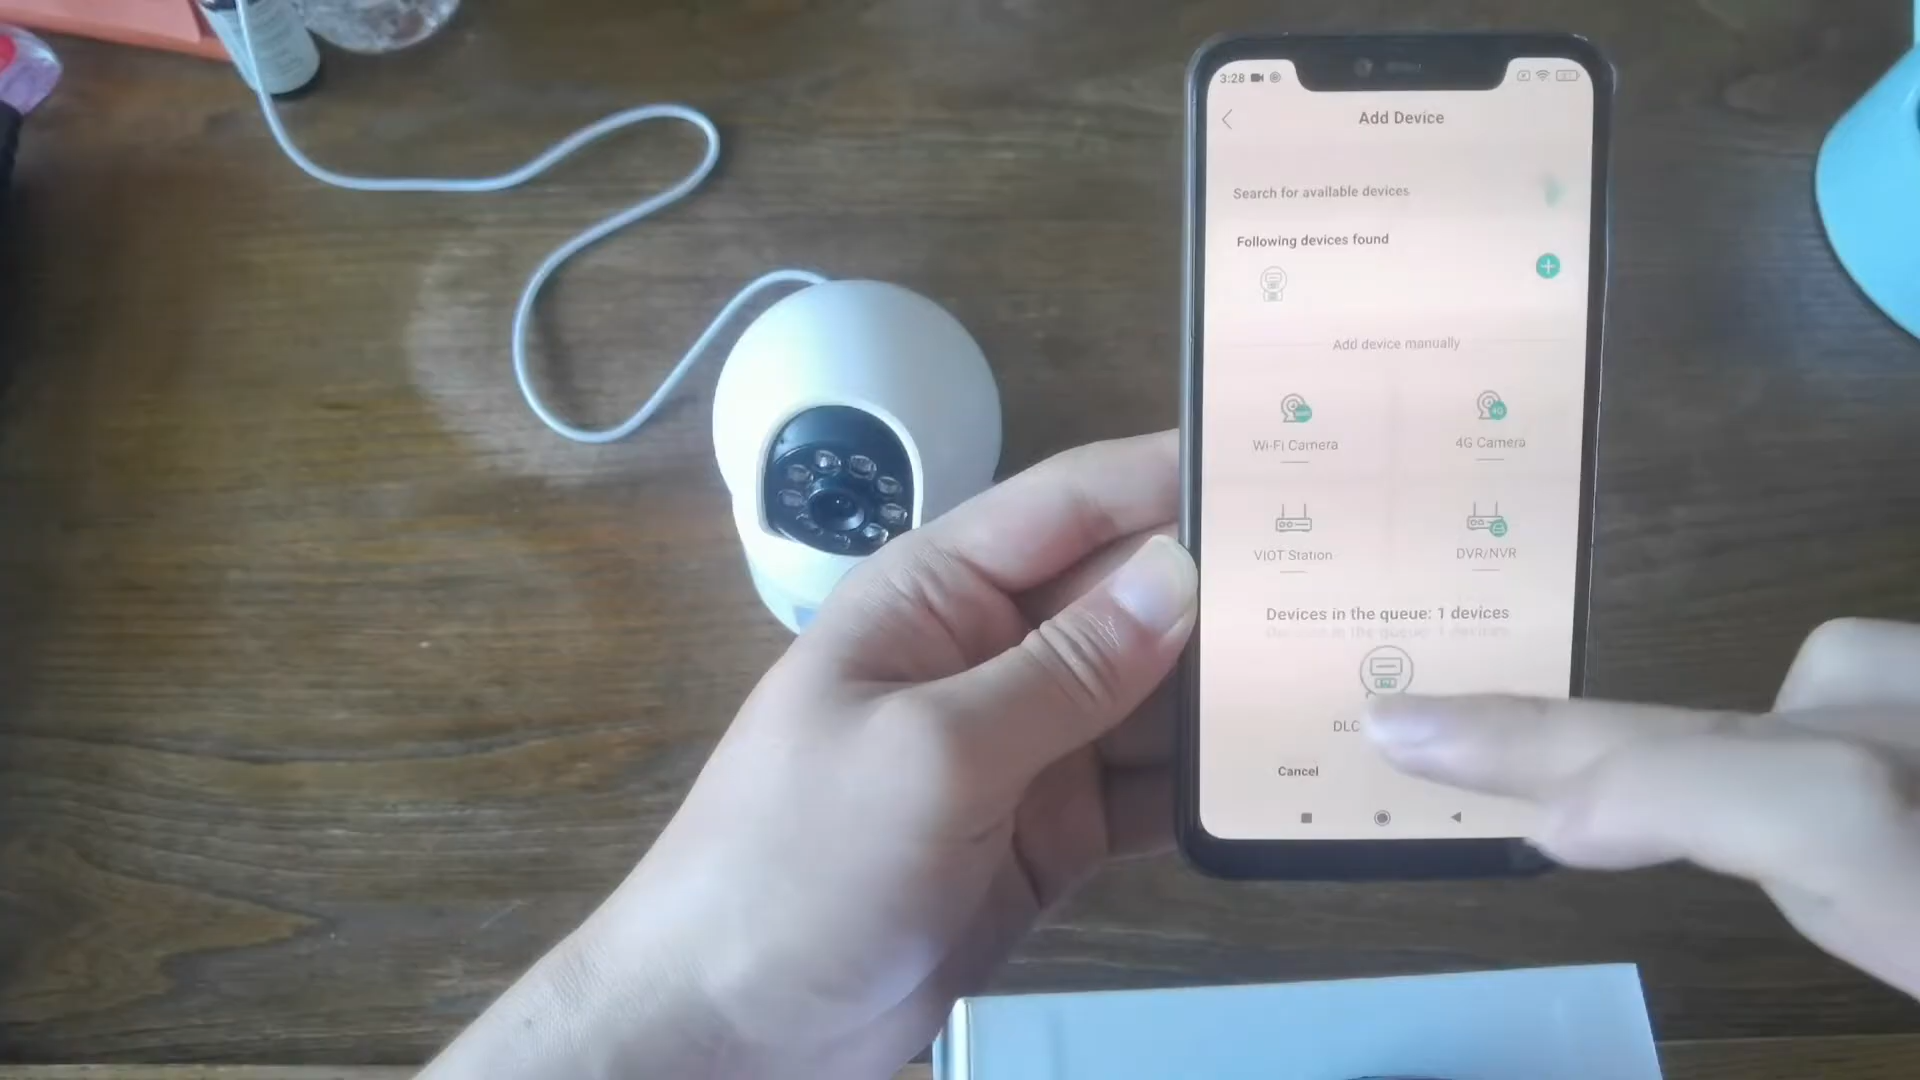 3:28
Add Device
Search for available devices
Following devices found
Add device manually
Wi-Fi Camera
4G Camera
VIOT Station
DVR/NVR
Devices in the queue: 1 devices
DLC
Cancel